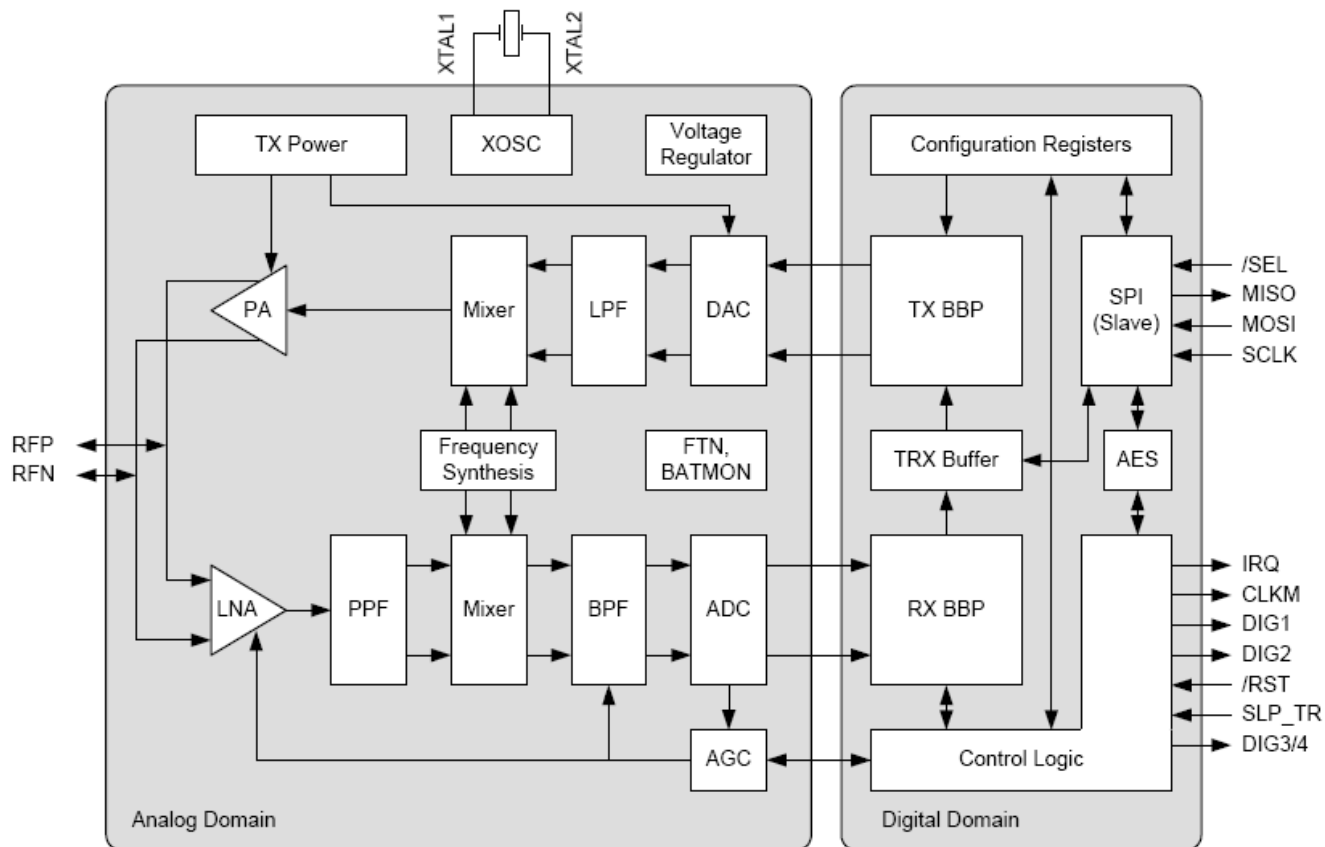 XTAL1
XTAL2
TX Power
XOSC
Voltage
Regulator
Configuration Registers
PA
Mixer
LPF
DAC
TX BBP
SPI
(Slave)
/SEL
MISO
MOSI
SCLK
RFP
RFN
Frequency
Synthesis
FTN,
BATMON
TRX Buffer
AES
LNA
PPF
Mixer
BPF
ADC
RX BBP
IRQ
CLKM
DIG1
DIG2
/RST
SLP_TR
DIG3/4
AGC
Control Logic
Analog Domain
Digital Domain